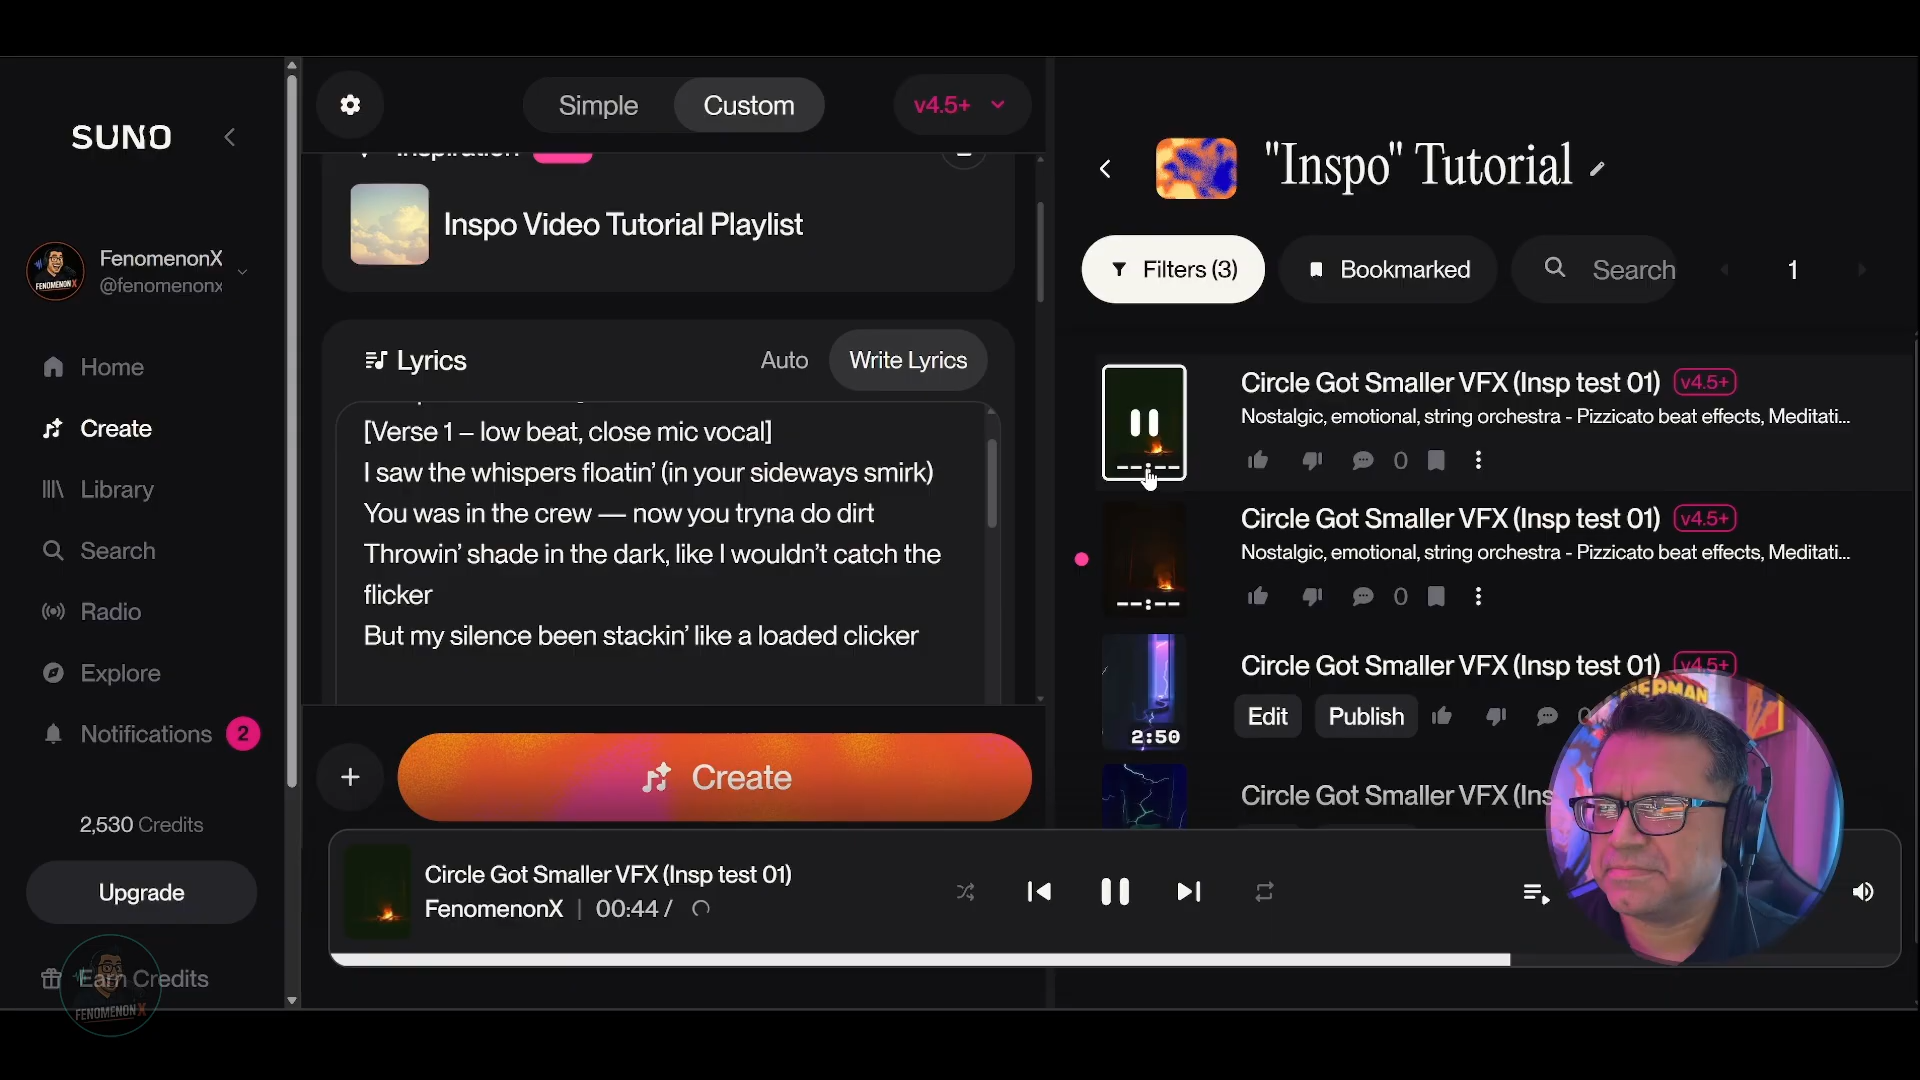 SUNO
FenomenonX
@fenomenonx
Home
Create
Library
Search
Radio
Explore
Notifications 2
2,530 Credits
Upgrade
Earn Credits
FENOMENONX
Simple
Custom
v4.5+
Inspiration
Inspo Video Tutorial Playlist
Lyrics
Auto
Write Lyrics
[Verse 1 – low beat, close mic vocal]
I saw the whispers floatin’ (in your sideways smirk)
You was in the crew — now you tryna do dirt
Throwin’ shade in the dark, like I wouldn’t catch the
flicker
But my silence been stackin’ like a loaded clicker
Create
"Inspo" Tutorial
Filters (3)
Bookmarked
Search
1
Circle Got Smaller VFX (Insp test 01) v4.5+
Nostalgic, emotional, string orchestra - Pizzicato beat effects, Meditati...
--:--
0
Circle Got Smaller VFX (Insp test 01) v4.5+
Nostalgic, emotional, string orchestra - Pizzicato beat effects, Meditati...
--:--
0
Circle Got Smaller VFX (Insp test 01) v4.5+
2:50
Edit
Publish
Circle Got Smaller VFX (Ins
Circle Got Smaller VFX (Insp test 01)
FenomenonX | 00:44 /